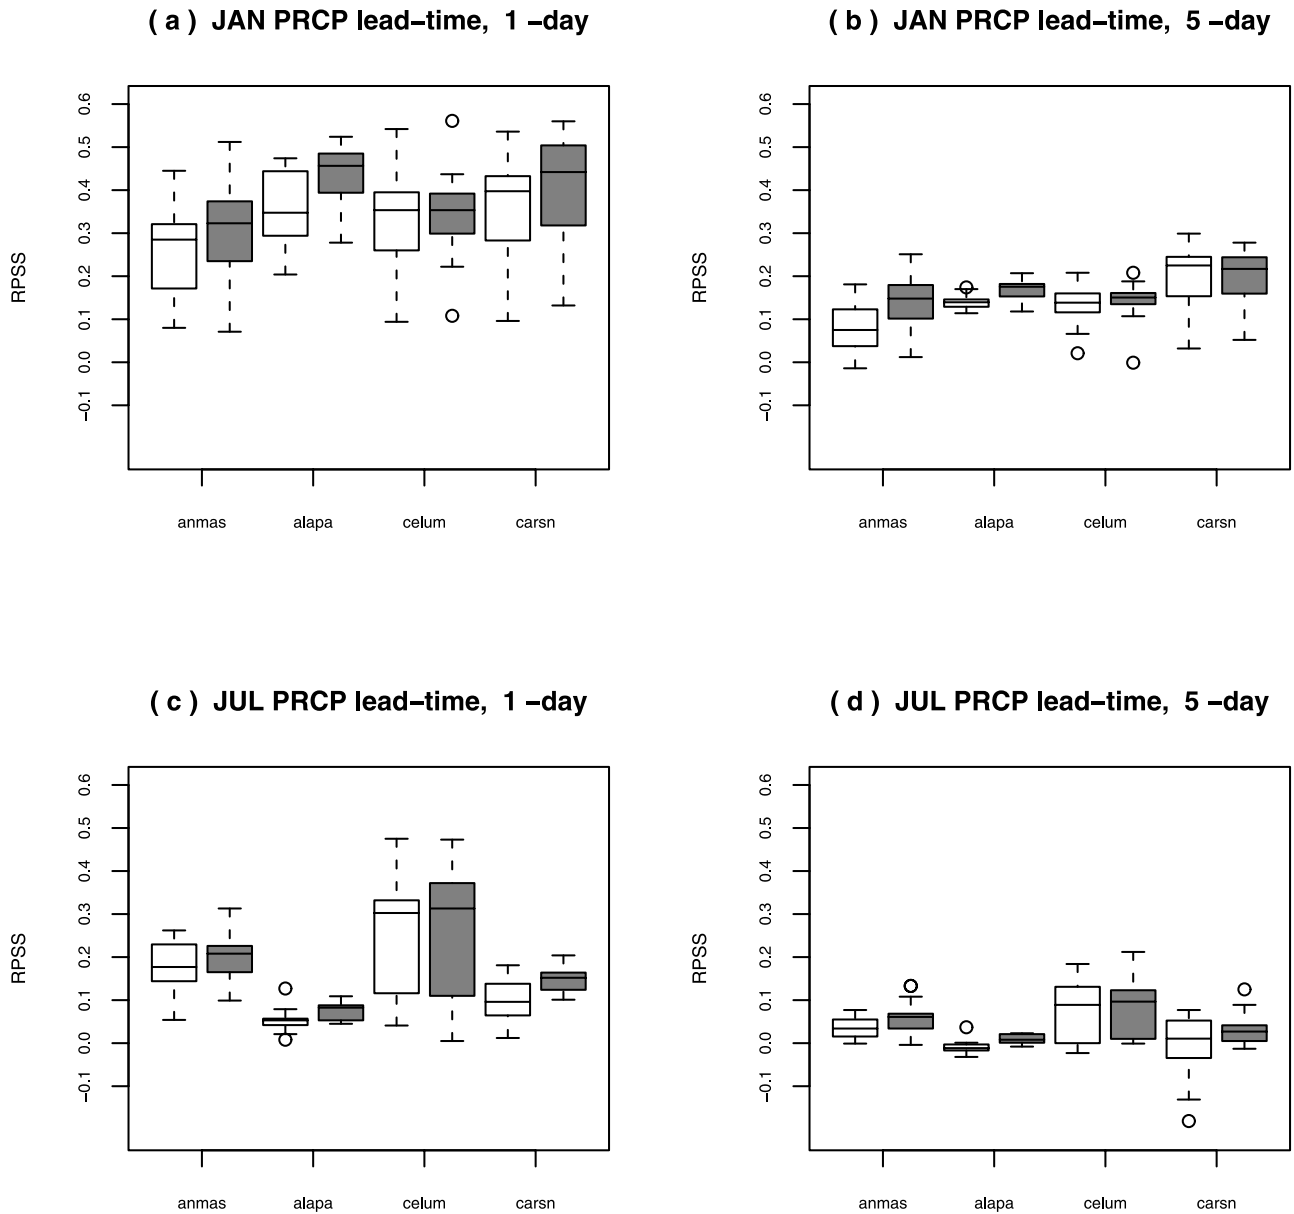 ( a ) JAN PRCP lead–time, 1 –day
( b ) JAN PRCP lead–time, 5 –day
RPSS
0.6
0.5
0.4
0.3
0.2
0.1
0.0
−0.1
anmas alapa celum carsn
RPSS
0.6
0.5
0.4
0.3
0.2
0.1
0.0
−0.1
anmas alapa celum carsn
( c ) JUL PRCP lead–time, 1 –day
( d ) JUL PRCP lead–time, 5 –day
RPSS
0.6
0.5
0.4
0.3
0.2
0.1
0.0
−0.1
anmas alapa celum carsn
RPSS
0.6
0.5
0.4
0.3
0.2
0.1
0.0
−0.1
anmas alapa celum carsn